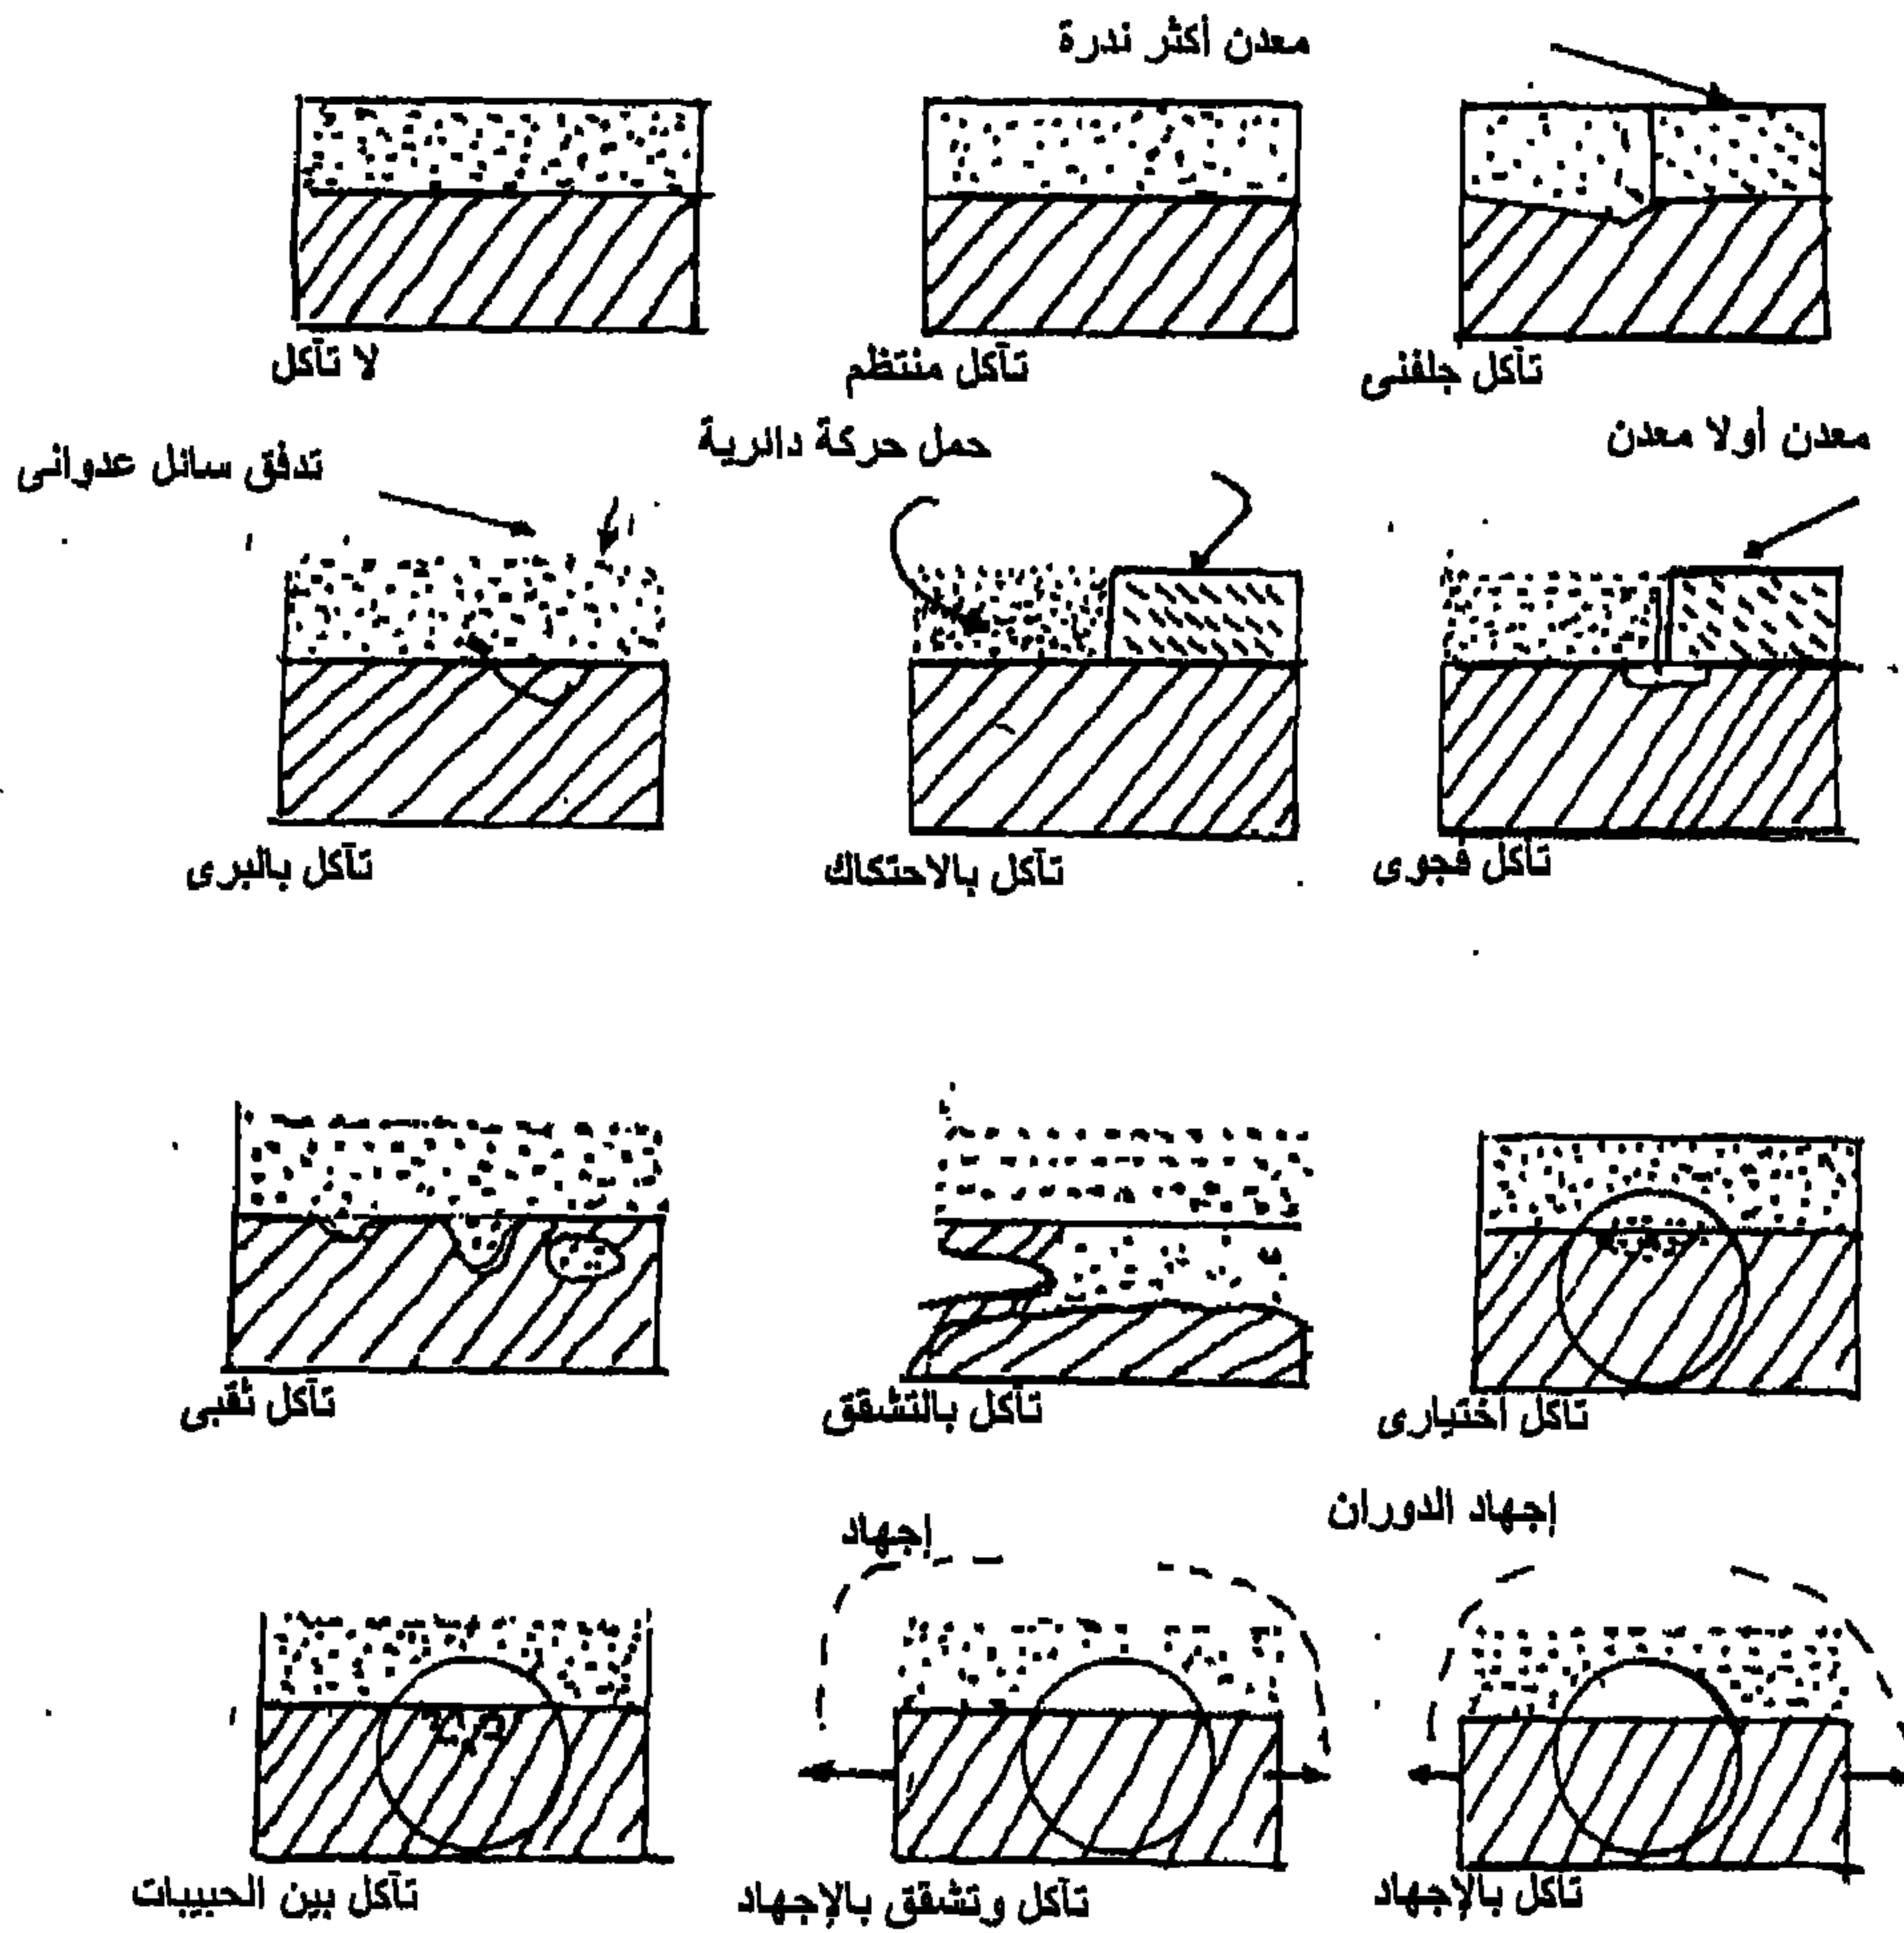 معدن أكثر ندرة
تآكل جلفنى
تآكل منتظم
لا تآكل
معدن أولا معدن
حمل حركة دائرية
تدفق سائل عدوانى
تآكل فجوى
تآكل بالاحتكاك
تآكل بالبرى
تآكل اختيارى
تآكل بالتشقق
تآكل ثقبى
إجهاد الدوران
إجهاد
تآكل بالإجهاد
تآكل وتشقق بالإجهاد
تآكل بين الحبيبات